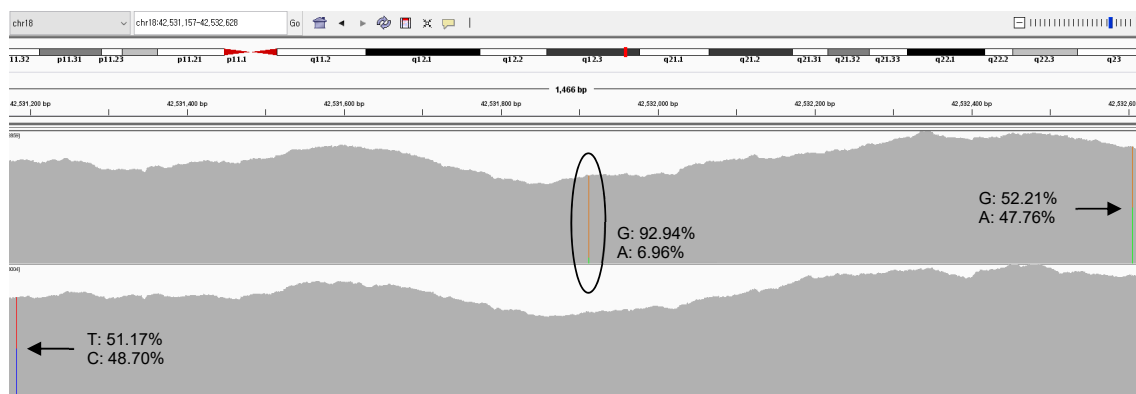 chr18 chr18:42,531,157-42,532,628 Go
11.32 p11.31 p11.23 p11.21 p11.1 q11.2 q12.1 q12.2 q12.3 q21.1 q21.2 q21.31 q21.32 q21.33 q22.1 q22.2 q22.3 q23
1,466 bp
42,531,200 bp 42,531,400 bp 42,531,600 bp 42,531,800 bp 42,532,000 bp 42,532,200 bp 42,532,400 bp 42,532,60
G: 92.94%
A: 6.96%
G: 52.21%
A: 47.76%
T: 51.17%
C: 48.70%